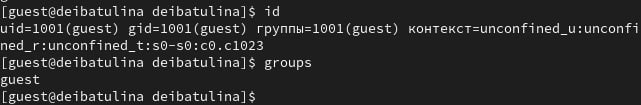 [guest@deibatulina deibatulina]$ id
uid=1001(guest) gid=1001(guest) группы=1001(guest) контекст=unconfined_u:unconfi
ned_r:unconfined_t:s0-s0:c0.c1023
[guest@deibatulina deibatulina]$ groups
guest
[guest@deibatulina deibatulina]$